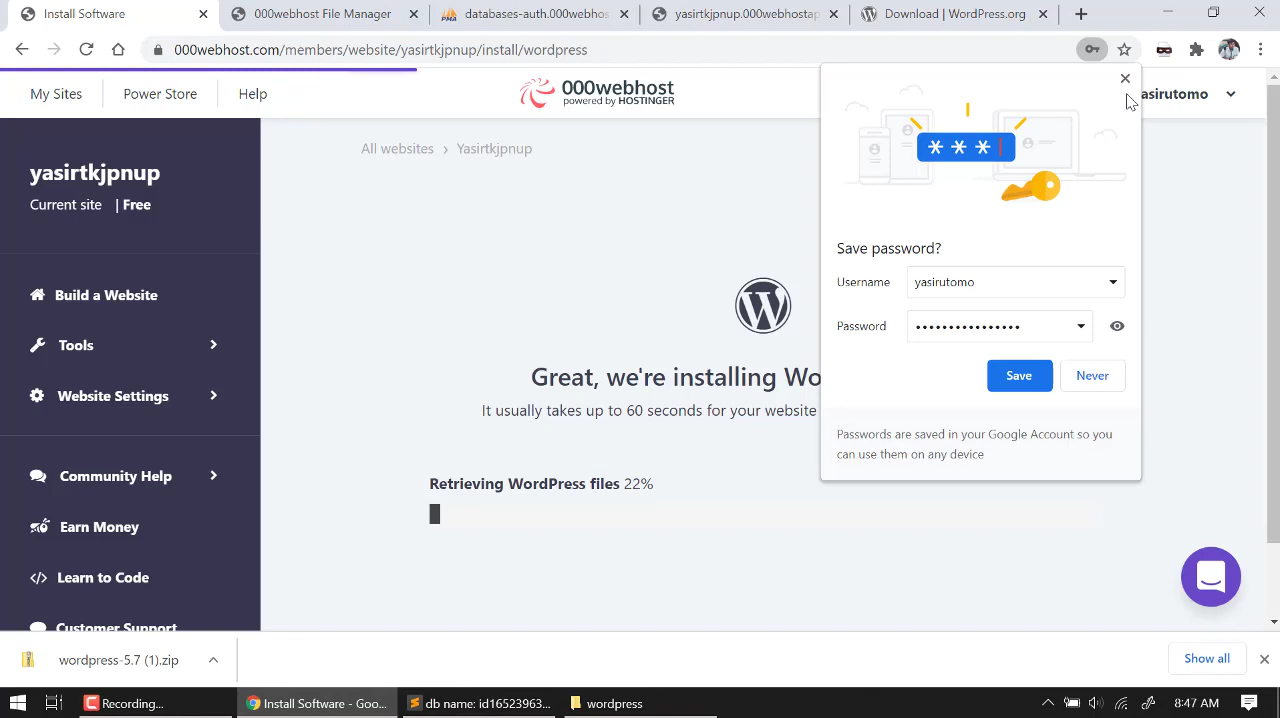 Install Software
000webhost File Manager
databases-auth.000webhos
yasirtkjpnup.000webhostap
Download | WordPress.org
000webhost.com/members/website/yasirtkjpnup/install/wordpress
My Sites
Power Store
Help
000webhost
powered by HOSTINGER
asirutomo
yasirtkjpnup
Current site | Free
Build a Website
Tools
Website Settings
Community Help
Earn Money
Learn to Code
Customer Support
All websites > Yasirtkjpnup
Great, we're installing Wo
It usually takes up to 60 seconds for your website
Retrieving WordPress files 22%
* * * |
Save password?
Username yasirutomo
Password ••••••••••••••••
Save
Never
Passwords are saved in your Google Account so you
can use them on any device
wordpress-5.7 (1).zip
Show all
Recording...
Install Software - Goo...
db name: id16523963...
wordpress
8:47 AM